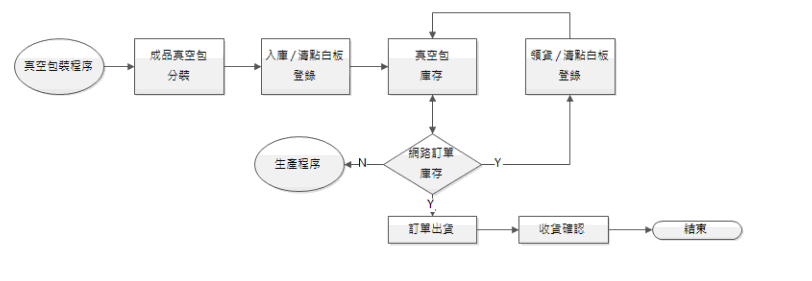 真空包裝程序
成品真空包
分裝
入庫 / 清點白板
登錄
真空包
庫存
領貨 / 清點白板
登錄
生產程序
N
網路訂單
庫存
Y
Y
訂單出貨
收貨確認
結束